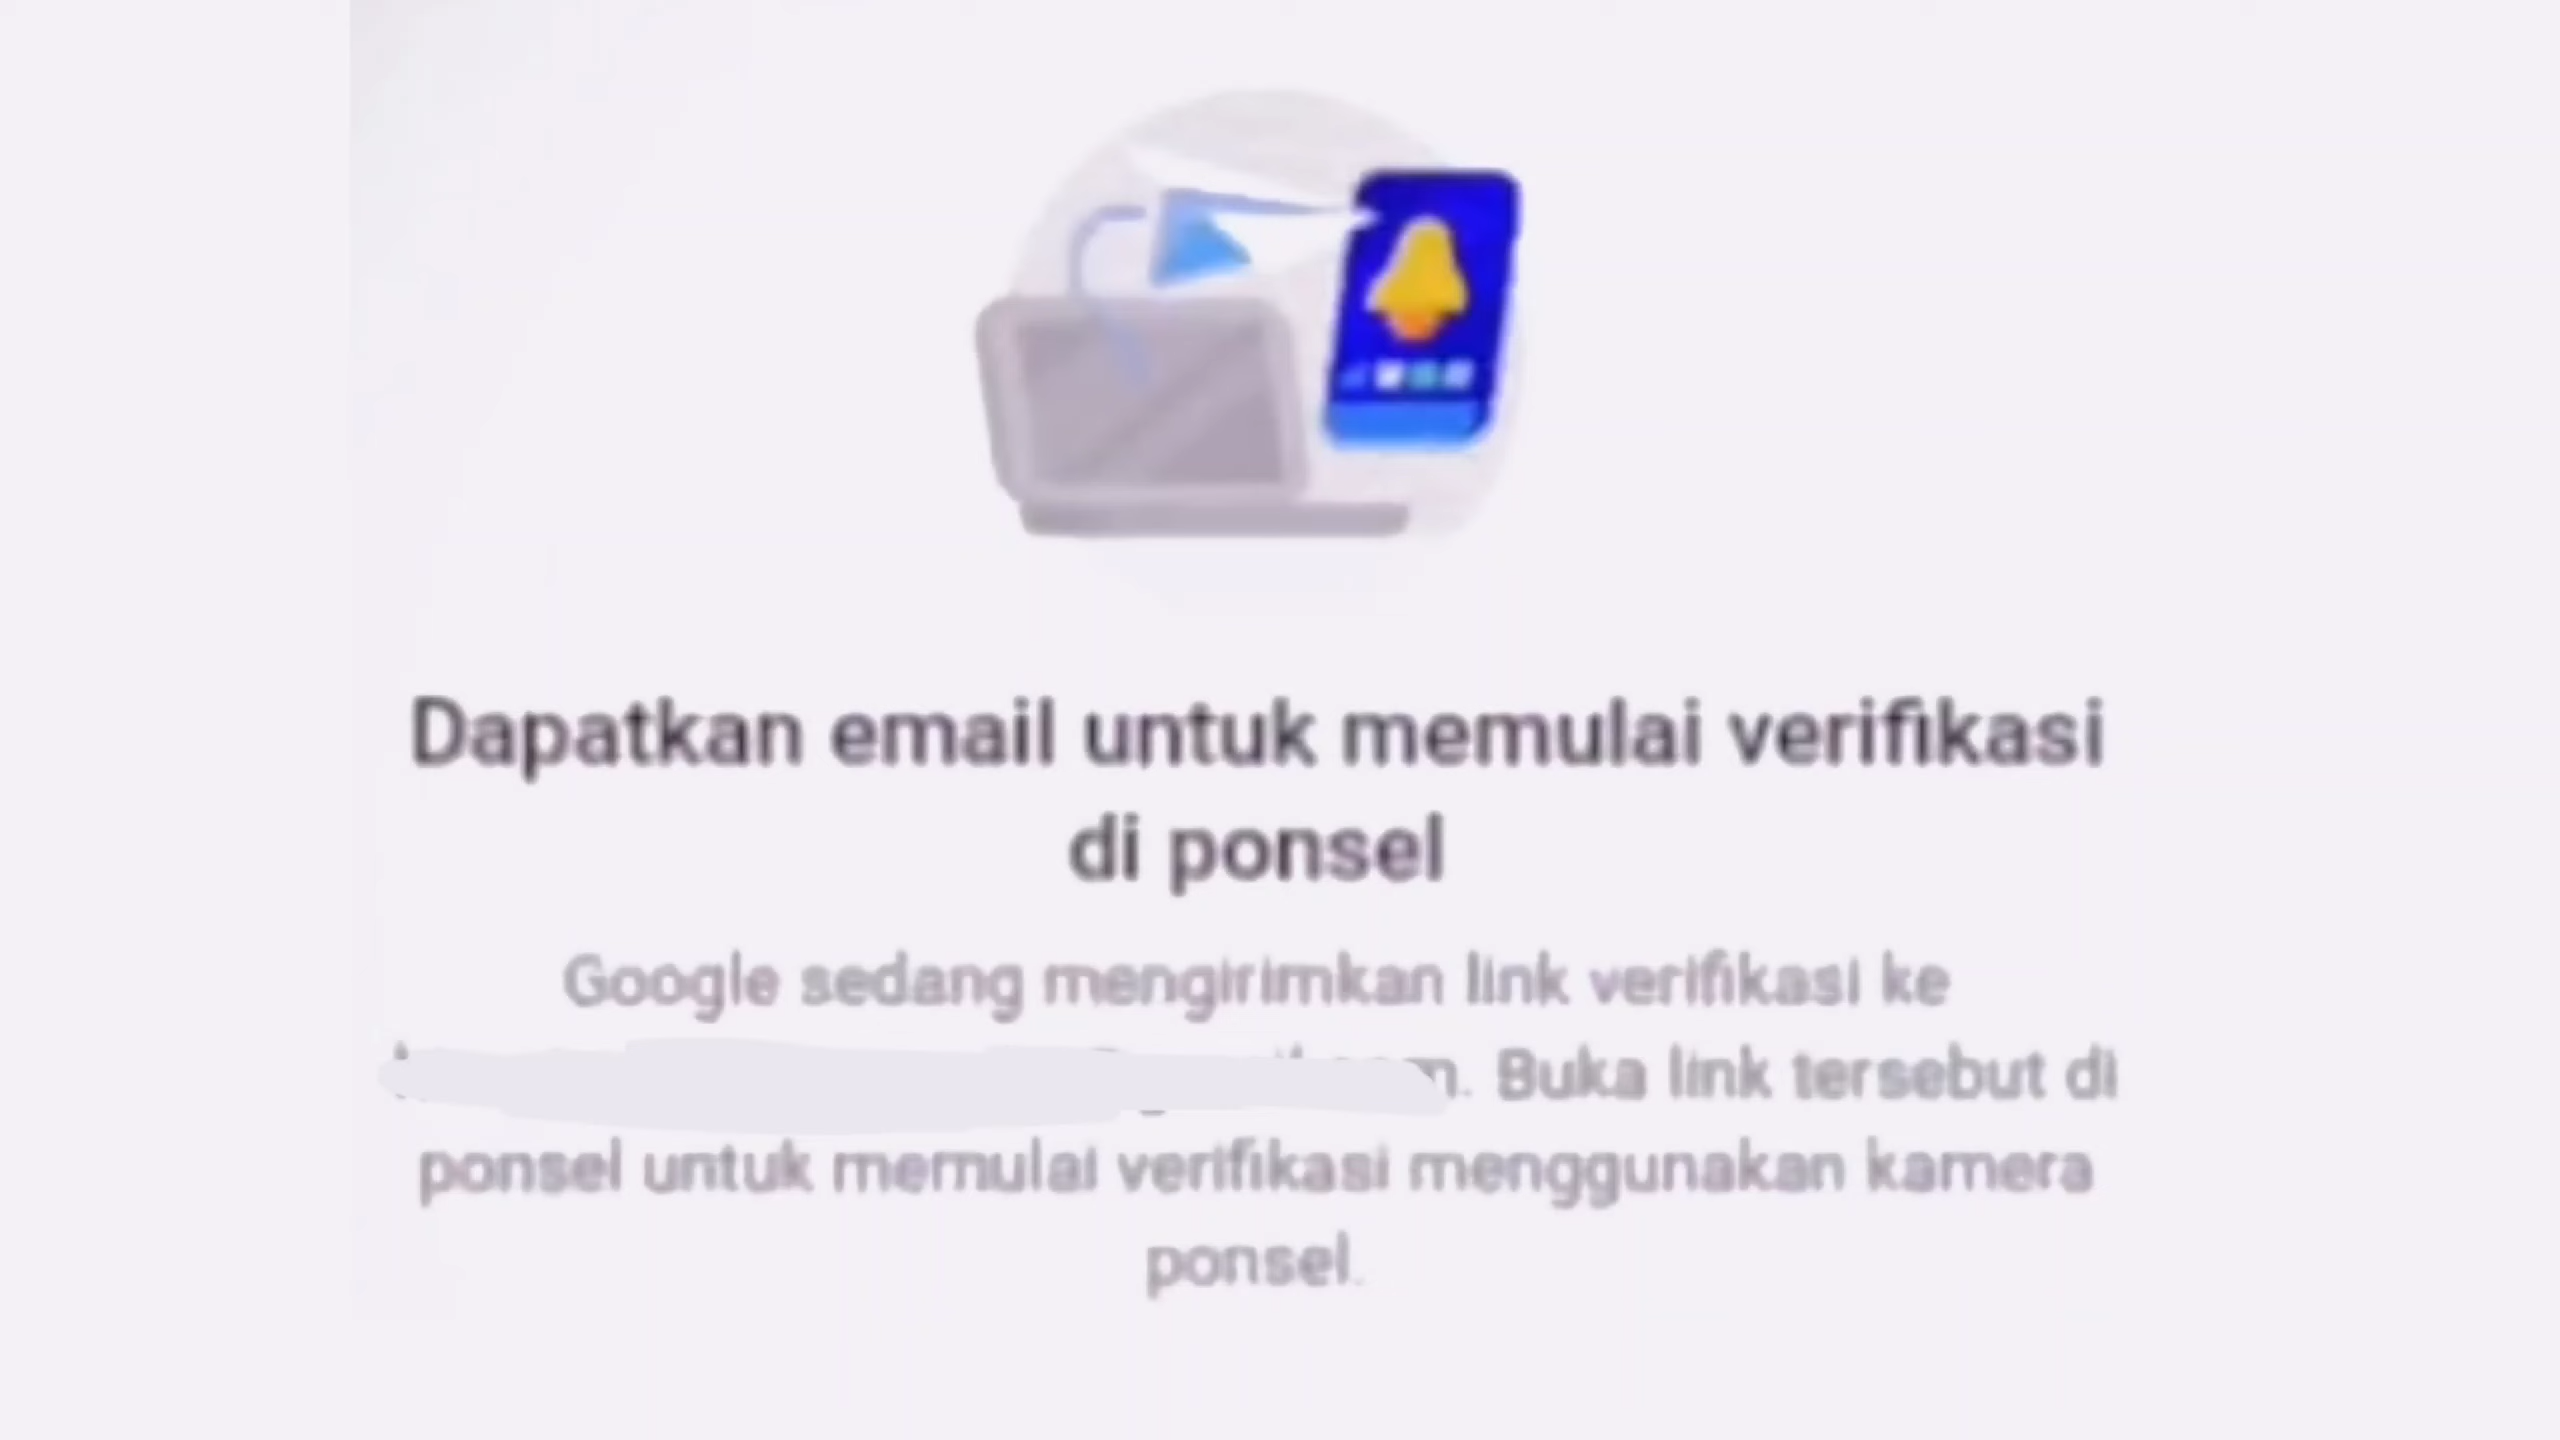 Dapatkan email untuk memulai verifikasi
di ponsel
Google sedang mengirimkan link verifikasi ke
Buka link tersebut di
ponsel untuk memulai verifikasi menggunakan kamera
ponsel.